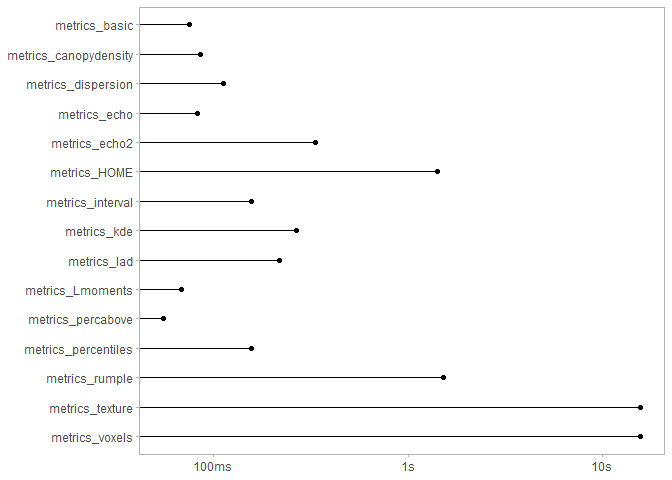 metrics_basic
metrics_canopydensity
metrics_dispersion
metrics_echo
metrics_echo2
metrics_HOME
metrics_interval
metrics_kde
metrics_lad
metrics_Lmoments
metrics_percabove
metrics_percentiles
metrics_rumple
metrics_texture
metrics_voxels
100ms 1s 10s